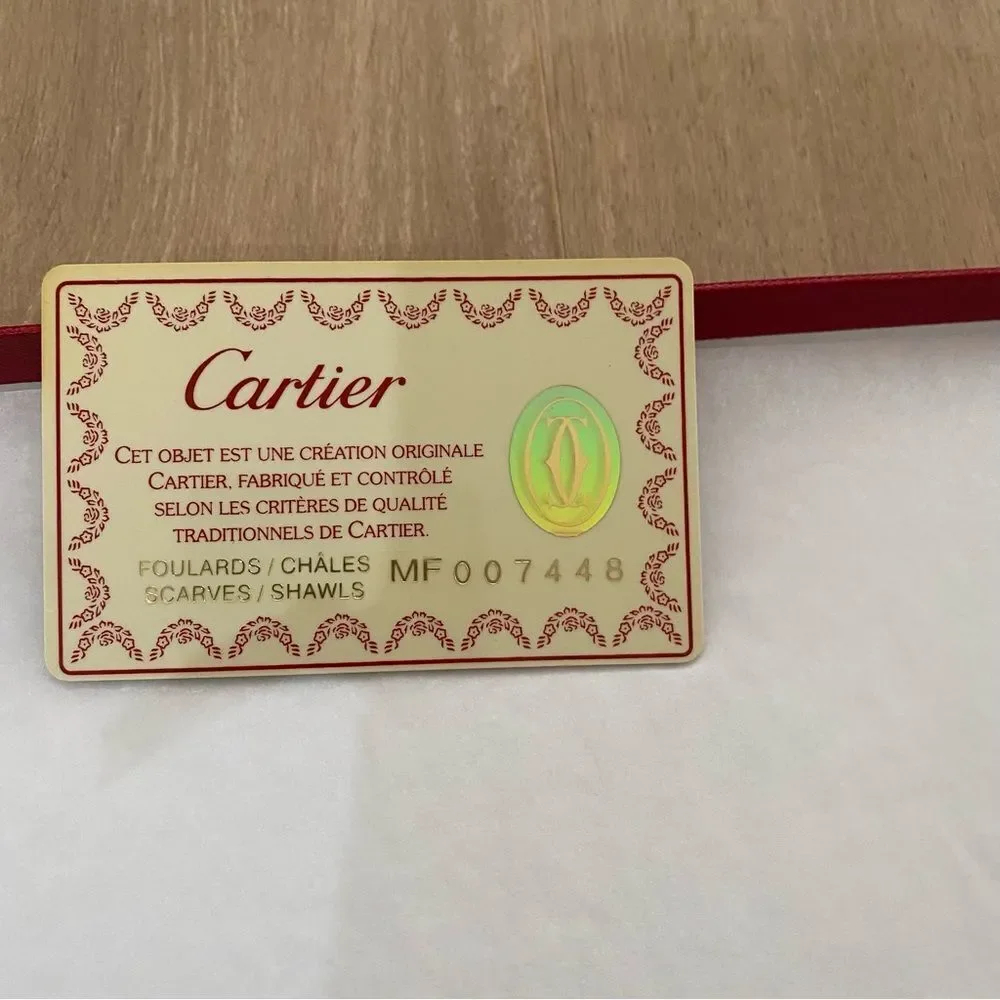 Cartier
CET OBJET EST UNE CRÉATION ORIGINALE
CARTIER, FABRIQUÉ ET CONTRÔLÉ
SELON LES CRITÈRES DE QUALITÉ
TRADITIONNELS DE CARTIER.
FOULARDS / CHÂLES
SCARVES / SHAWLS
MF 007448